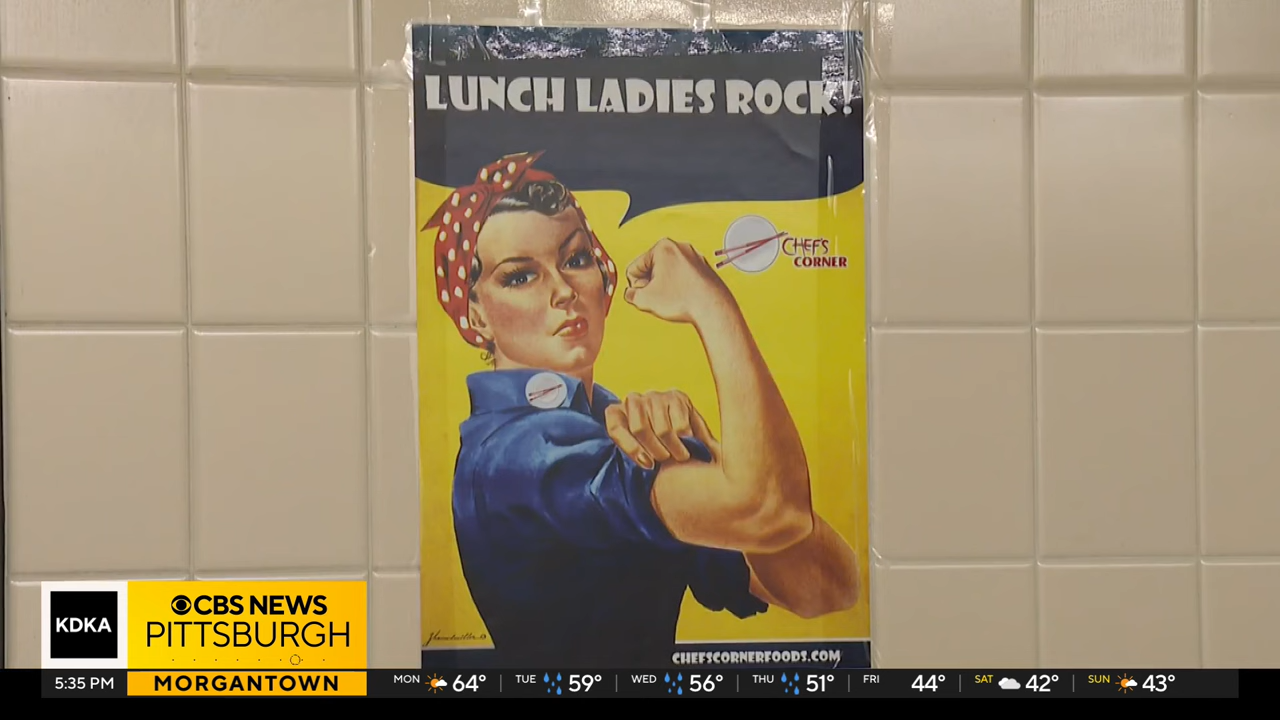 LUNCH LADIES ROCK!
CHEF'S
CORNER
CHEFSCORNERFOODS.COM
KDKA
CBS NEWS
PITTSBURGH
5:35 PM
MORGANTOWN
MON 64° TUE 59° WED 56° THU 51° FRI 44° SAT 42° SUN 43°